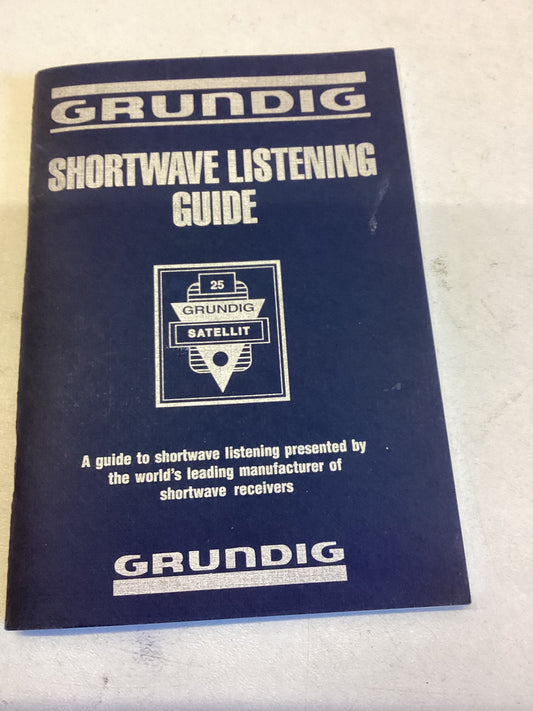 GRUNDIG
SHORTWAVE LISTENING
GUIDE
25
GRUNDIG
SATELLIT
A guide to shortwave listening presented by
the world's leading manufacturer of
shortwave receivers
GRUNDIG